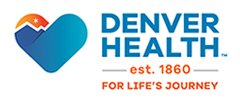 DENVER
HEALTH™
est. 1860
FOR LIFE'S JOURNEY